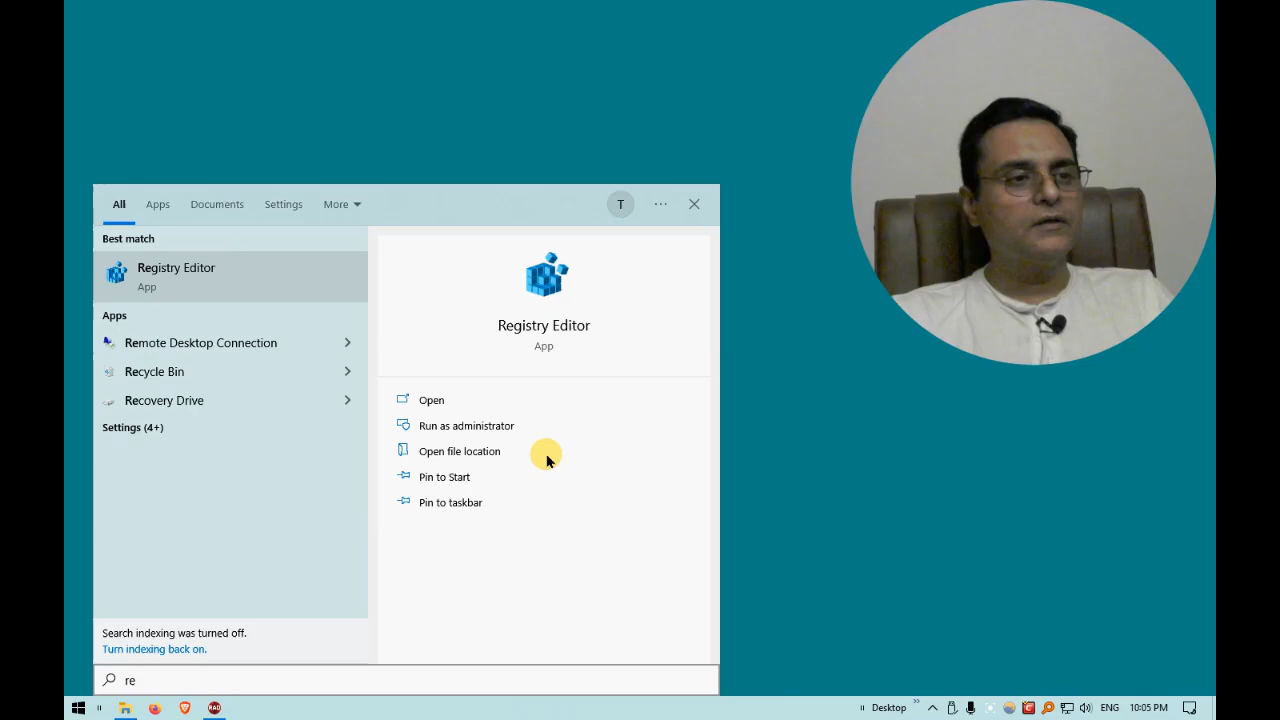 All Apps Documents Settings More T ... 
Best match
Registry Editor
App
Apps
Remote Desktop Connection
Recycle Bin
Recovery Drive
Settings (4+)
Search indexing was turned off.
Turn indexing back on.
Registry Editor
App
Open
Run as administrator
Open file location
Pin to Start
Pin to taskbar
re
Desktop » ENG 10:05 PM